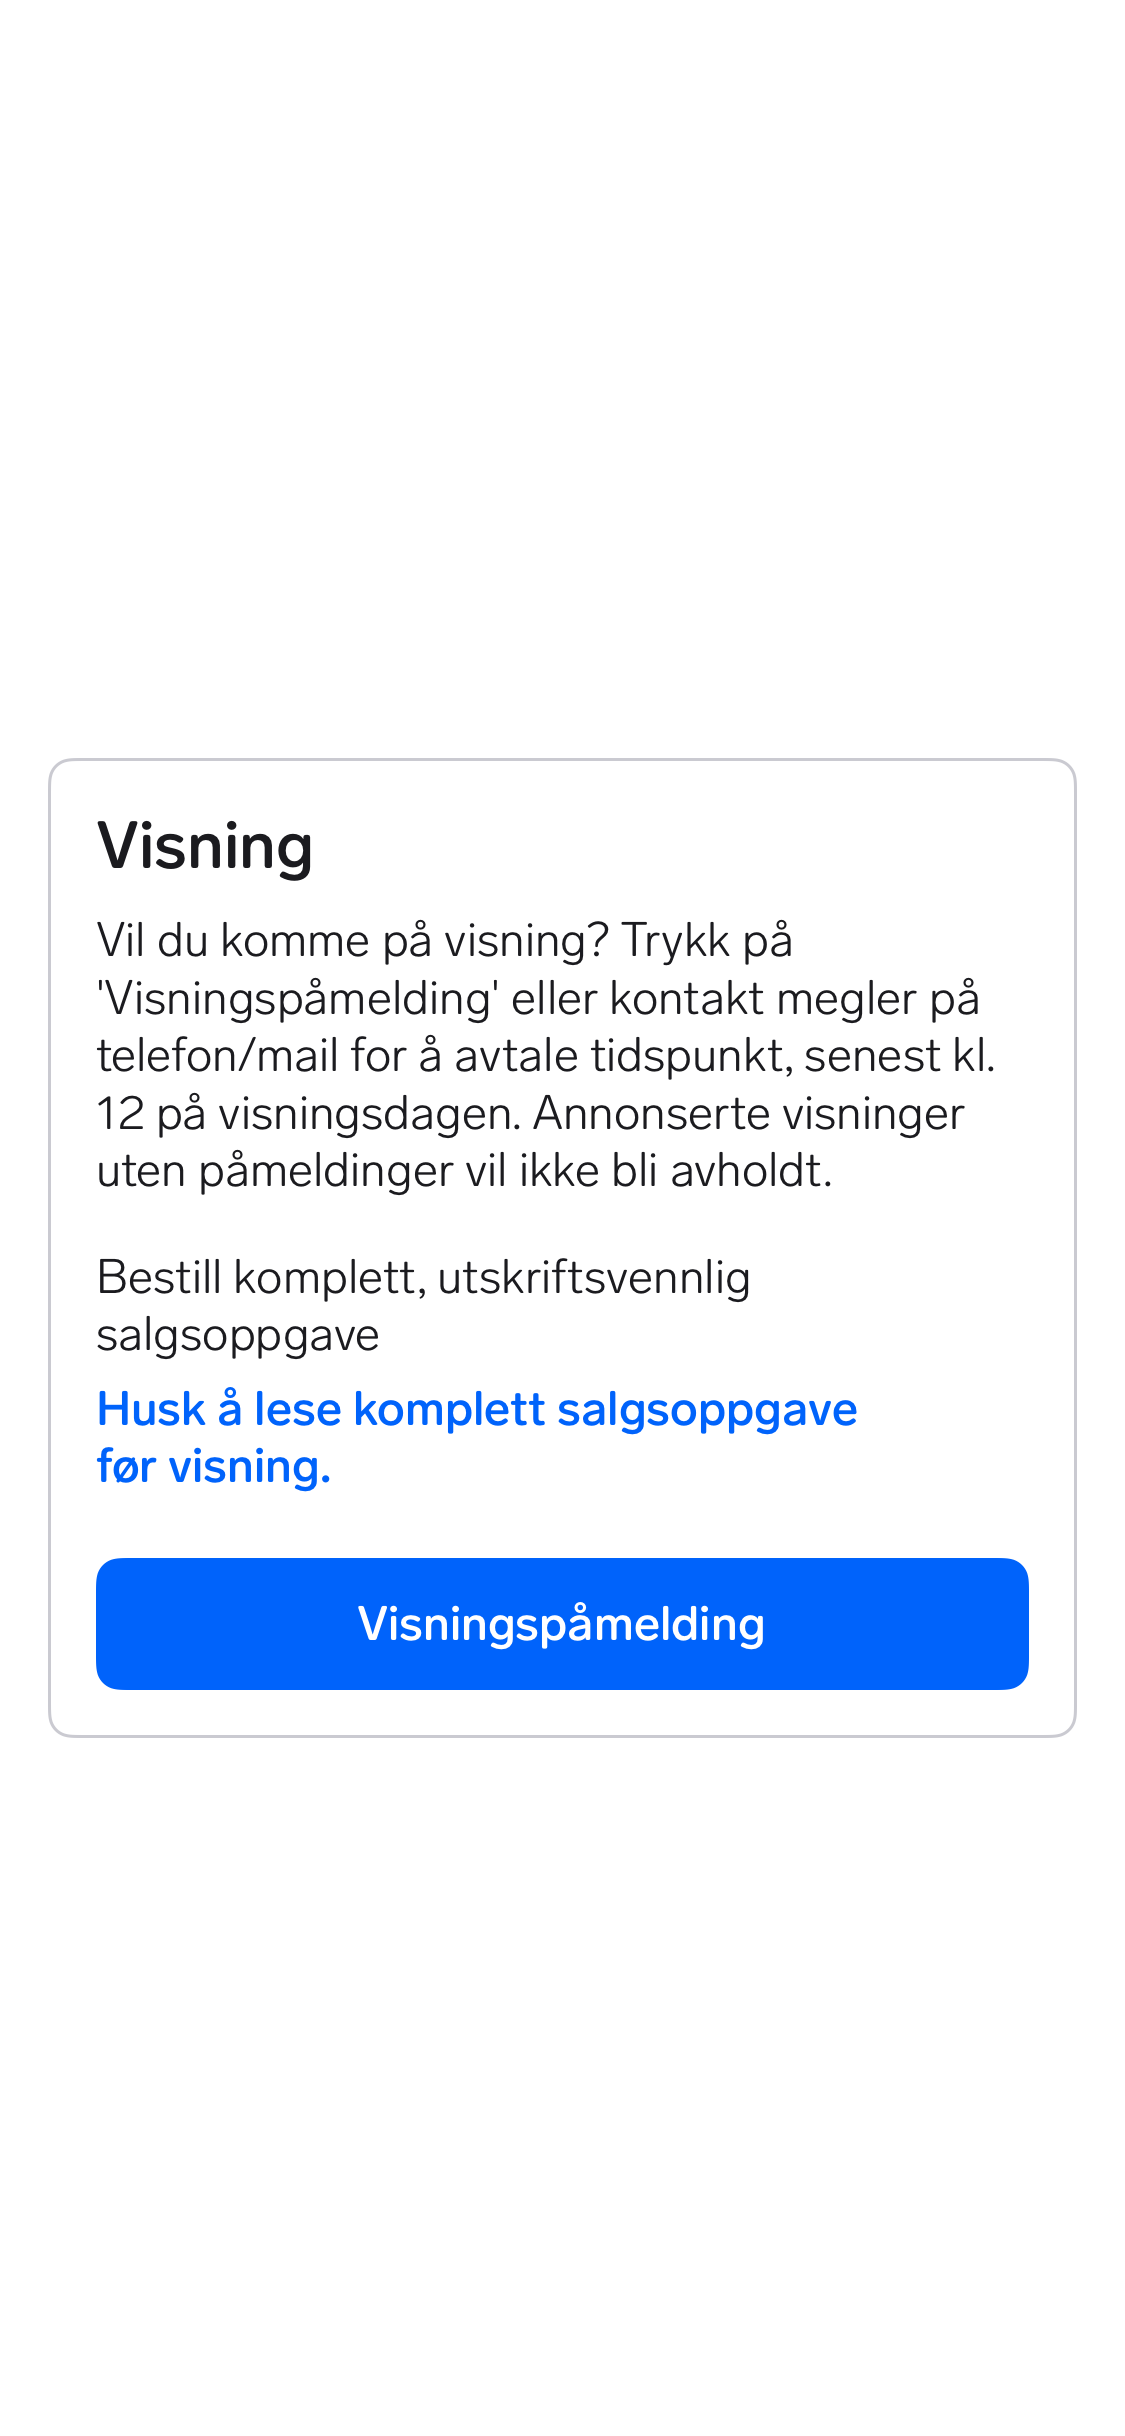 Visning
Vil du komme på visning? Trykk på
'Visningspåmelding' eller kontakt megler på
telefon/mail for å avtale tidspunkt, senest kl.
12 på visningsdagen. Annonserte visninger
uten påmeldinger vil ikke bli avholdt.
Bestill komplett, utskriftsvennlig
salgsoppgave
Husk å lese komplett salgsoppgave
før visning.
Visningspåmelding